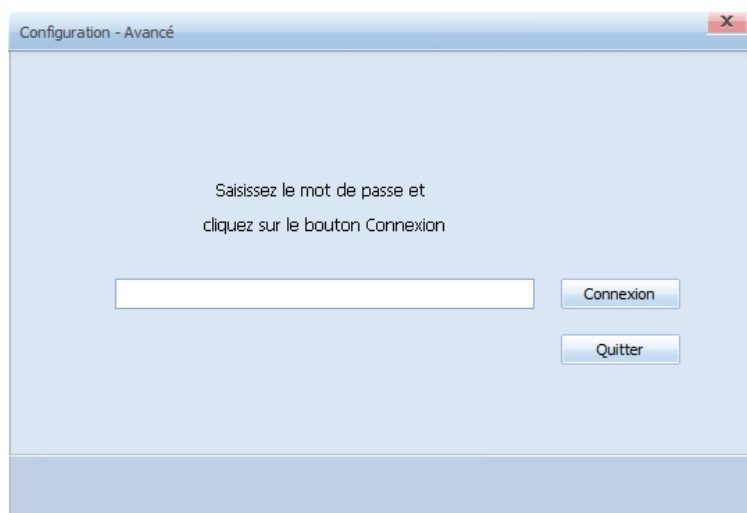 Configuration - Avancé
Saisissez le mot de passe et
cliquez sur le bouton Connexion
Connexion
Quitter